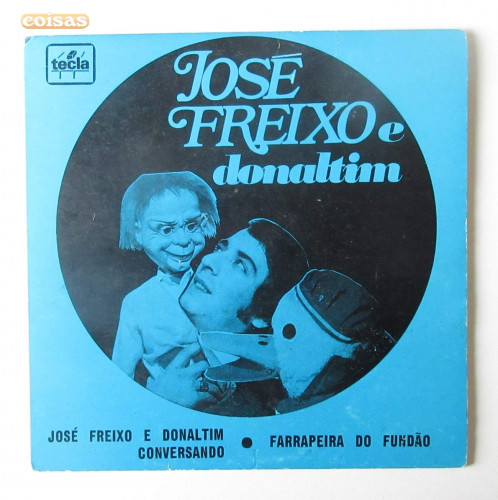 coisas
tecla
JOSÉ
FREIXO e
donaltim
JOSÉ FREIXO E DONALTIM
CONVERSANDO
• FARRAPEIRA DO FUNDÃO